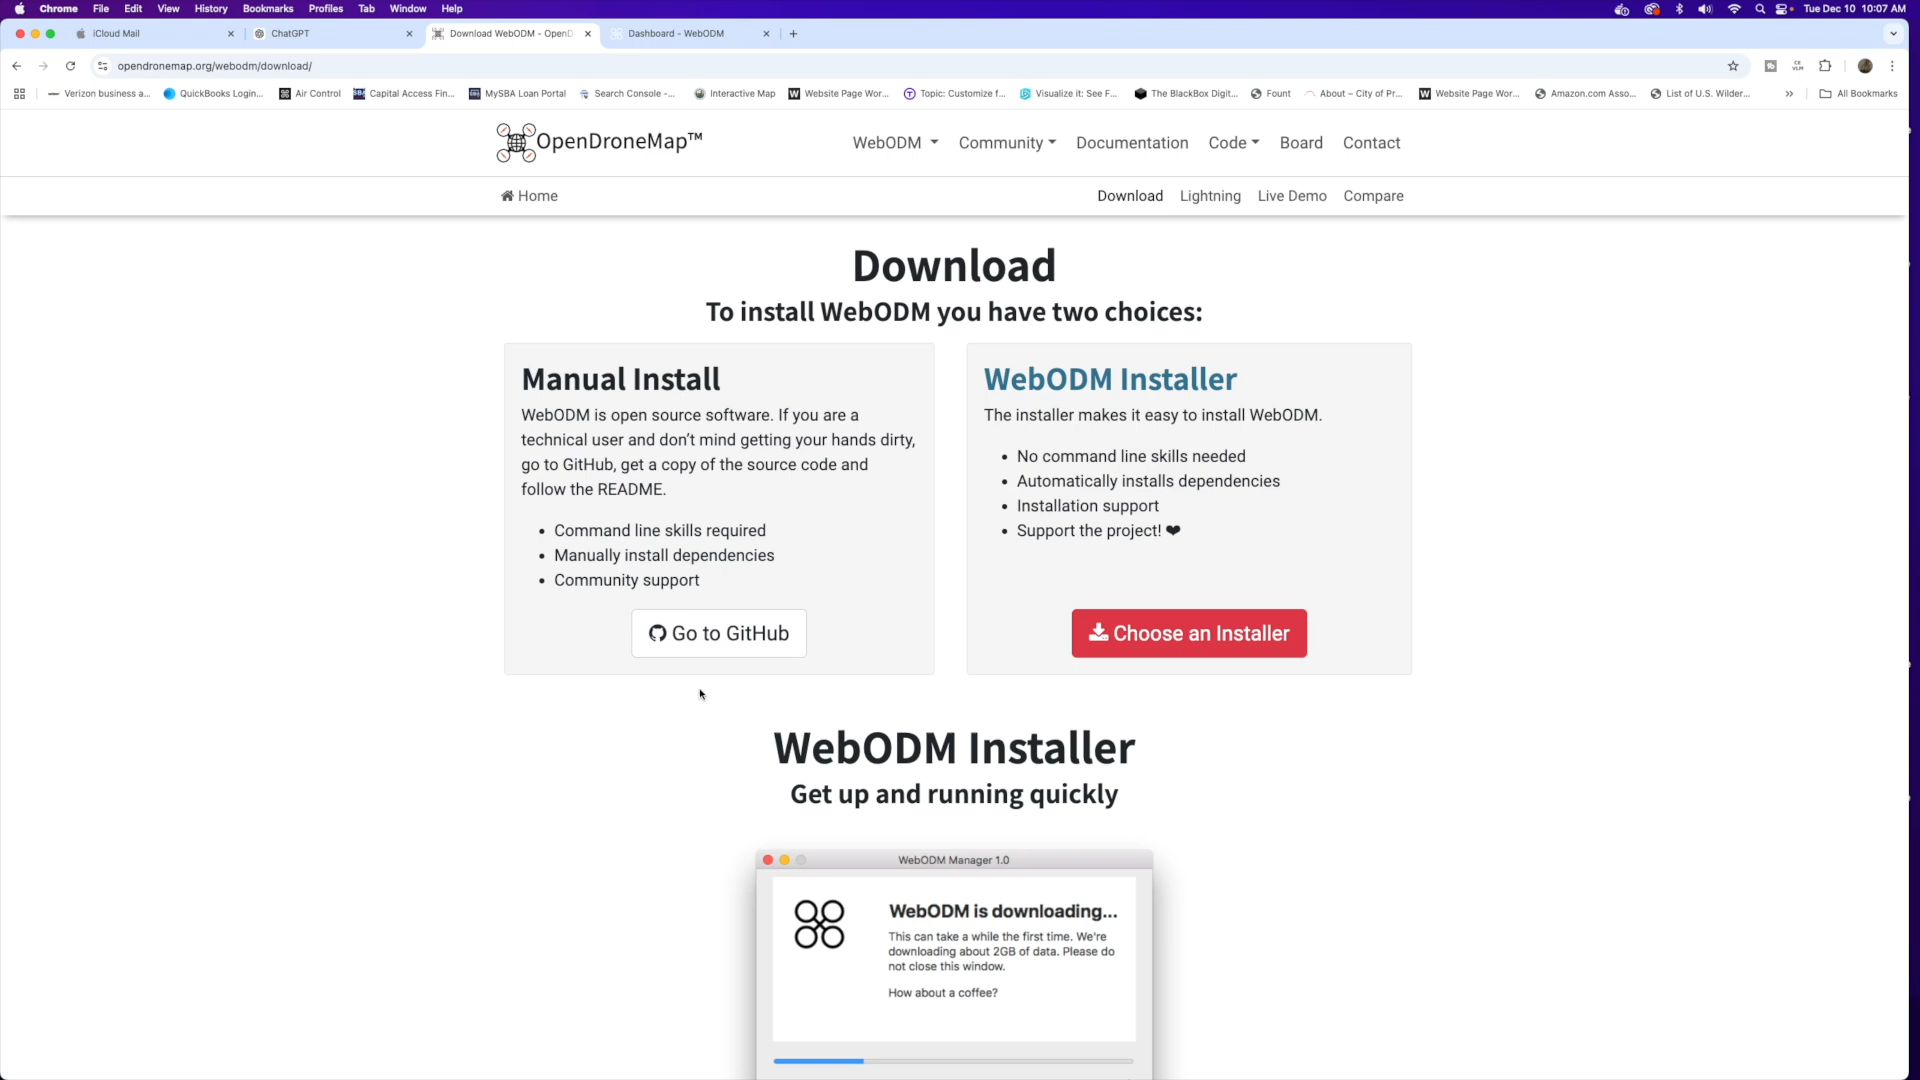 Chrome File Edit View History Bookmarks Profiles Tab Window Help Tue Dec 10 10:07 AM
iCloud Mail ChatGPT Download WebODM - OpenD Dashboard - WebODM
opendronemap.org/webodm/download/
Verizon business a... QuickBooks Login... Air Control Capital Access Fin... MySBA Loan Portal Search Console -... Interactive Map Website Page Wor... Topic: Customize f... Visualize it: See F... The BlackBox Digit... Fount About – City of Pr... Website Page Wor... Amazon.com Asso... List of U.S. Wilder... » All Bookmarks
OpenDroneMap™ WebODM Community Documentation Code Board Contact
Home Download Lightning Live Demo Compare
Download
To install WebODM you have two choices:
Manual Install
WebODM is open source software. If you are a
technical user and don't mind getting your hands dirty,
go to GitHub, get a copy of the source code and
follow the README.
• Command line skills required
• Manually install dependencies
• Community support
Go to GitHub
WebODM Installer
The installer makes it easy to install WebODM.
• No command line skills needed
• Automatically installs dependencies
• Installation support
• Support the project! ❤
Choose an Installer
WebODM Installer
Get up and running quickly
WebODM Manager 1.0
WebODM is downloading...
This can take a while the first time. We're
downloading about 2GB of data. Please do
not close this window.
How about a coffee?